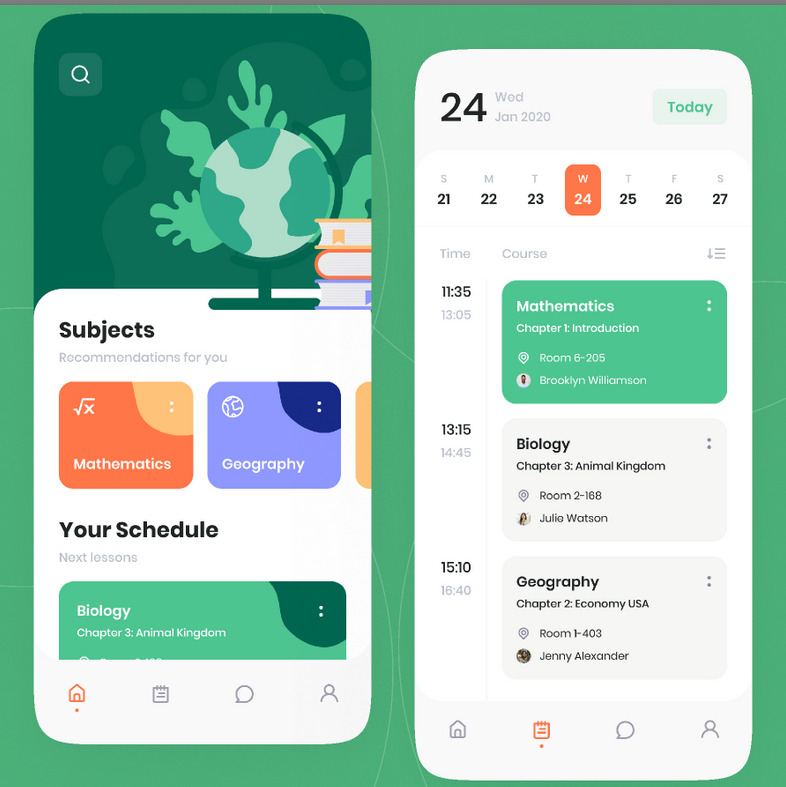 Subjects
Recommendations for you
Mathematics
Geography
Your Schedule
Next lessons
Biology
Chapter 3: Animal Kingdom
24
Wed
Jan 2020
Today
S M T W T F S
21 22 23 24 25 26 27
Time Course
11:35
13:05
Mathematics
Chapter 1: Introduction
Room 6-205
Brooklyn Williamson
13:15
14:45
Biology
Chapter 3: Animal Kingdom
Room 2-168
Julie Watson
15:10
16:40
Geography
Chapter 2: Economy USA
Room 1-403
Jenny Alexander